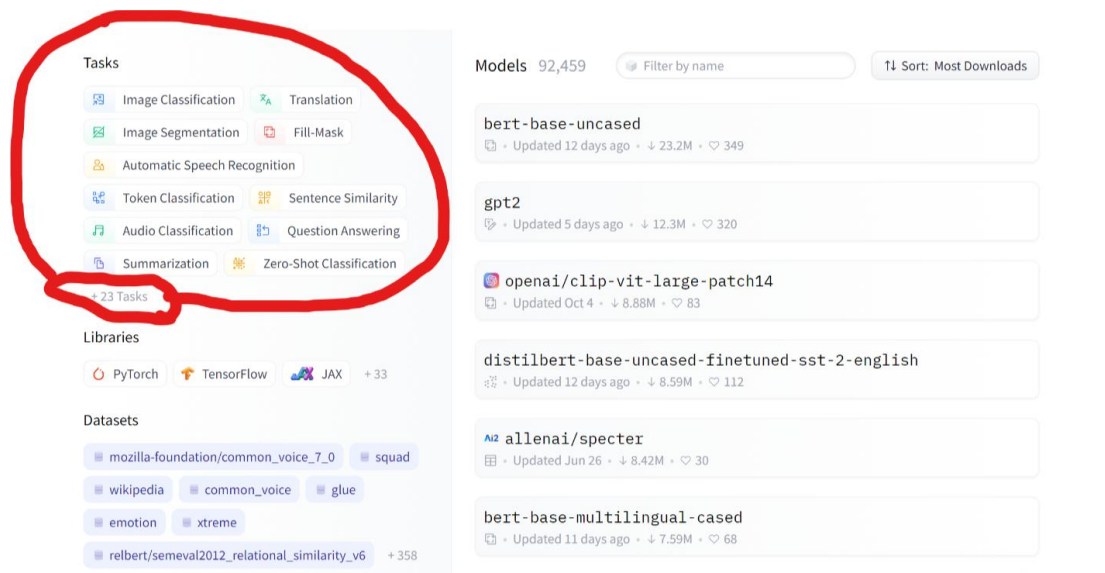 Tasks
Image Classification Translation
Image Segmentation Fill-Mask
Automatic Speech Recognition
Token Classification Sentence Similarity
Audio Classification Question Answering
Summarization Zero-Shot Classification
+ 23 Tasks
Libraries
PyTorch TensorFlow JAX +33
Datasets
mozilla-foundation/common_voice_7_0 squad
wikipedia common_voice glue
emotion xtreme
relbert/semeval2012_relational_similarity_v6 +358
Models 92,459 Filter by name ↑↓ Sort: Most Downloads
bert-base-uncased
• Updated 12 days ago • ↓ 23.2M • ♡ 349
gpt2
• Updated 5 days ago • ↓ 12.3M • ♡ 320
openai/clip-vit-large-patch14
• Updated Oct 4 • ↓ 8.88M • ♡ 83
distilbert-base-uncased-finetuned-sst-2-english
• Updated 12 days ago • ↓ 8.59M • ♡ 112
Ai2 allenai/specter
• Updated Jun 26 • ↓ 8.42M • ♡ 30
bert-base-multilingual-cased
• Updated 11 days ago • ↓ 7.59M • ♡ 68